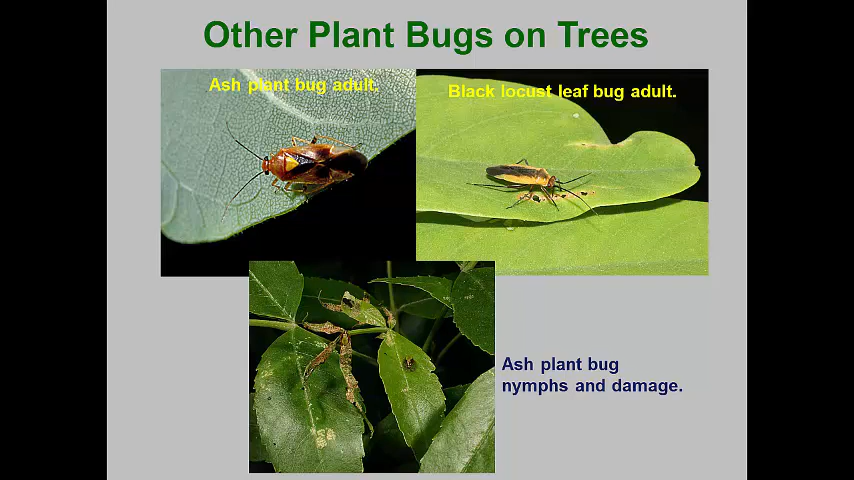 Other Plant Bugs on Trees
Ash plant bug adult.
Black locust leaf bug adult.
Ash plant bug
nymphs and damage.